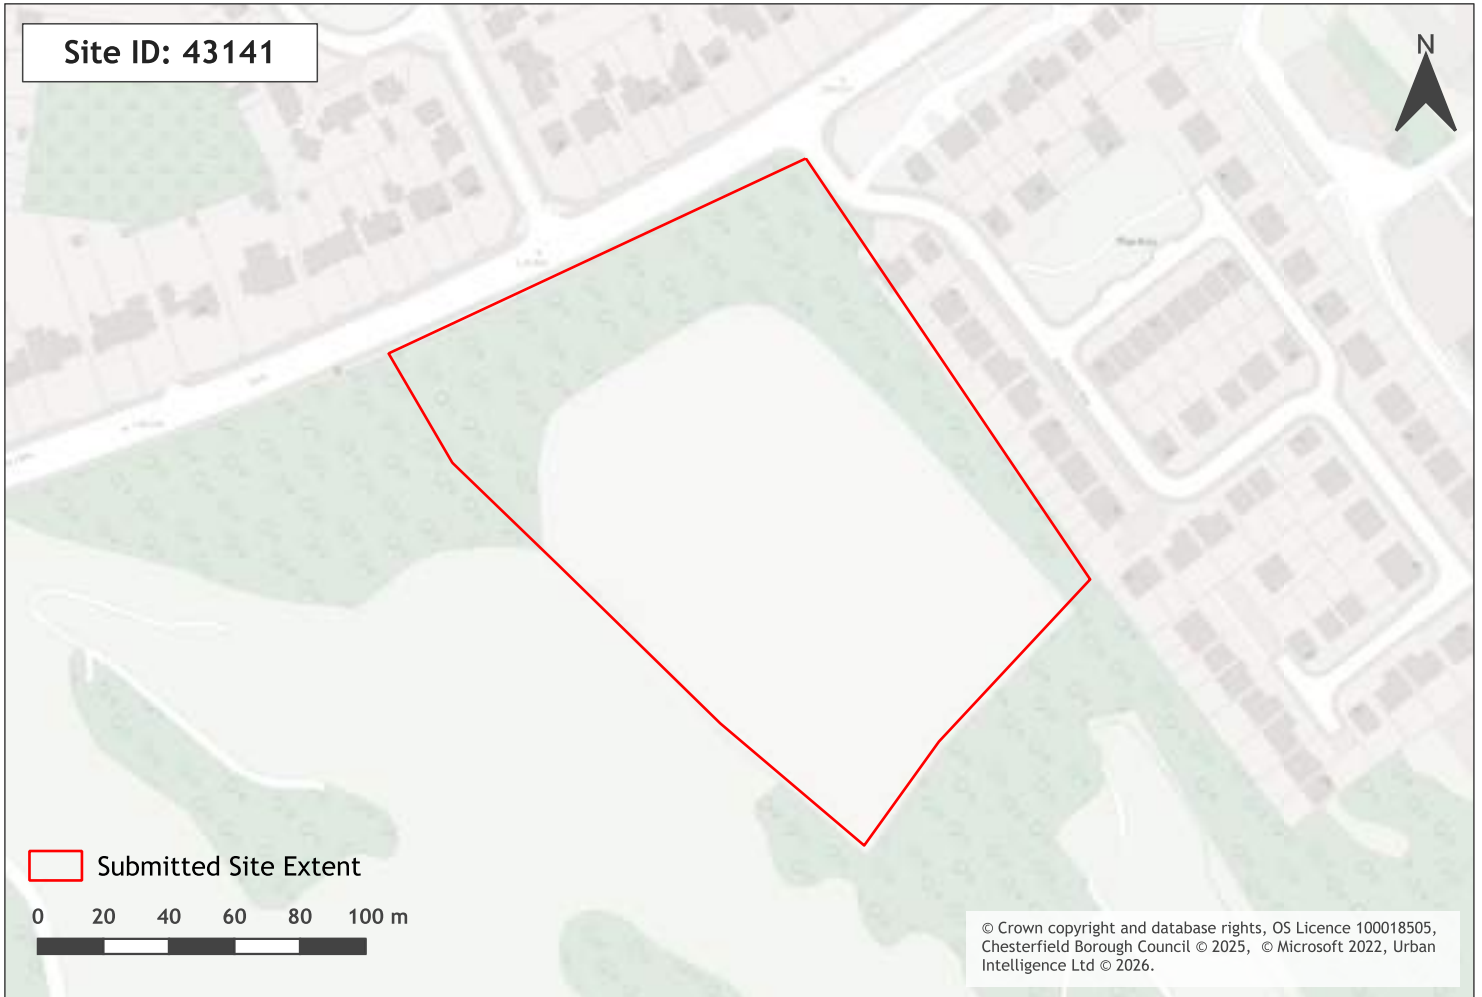 Site ID: 43141
N
Submitted Site Extent
0 20 40 60 80 100 m
© Crown copyright and database rights, OS Licence 100018505,
Chesterfield Borough Council © 2025, © Microsoft 2022, Urban
Intelligence Ltd © 2026.